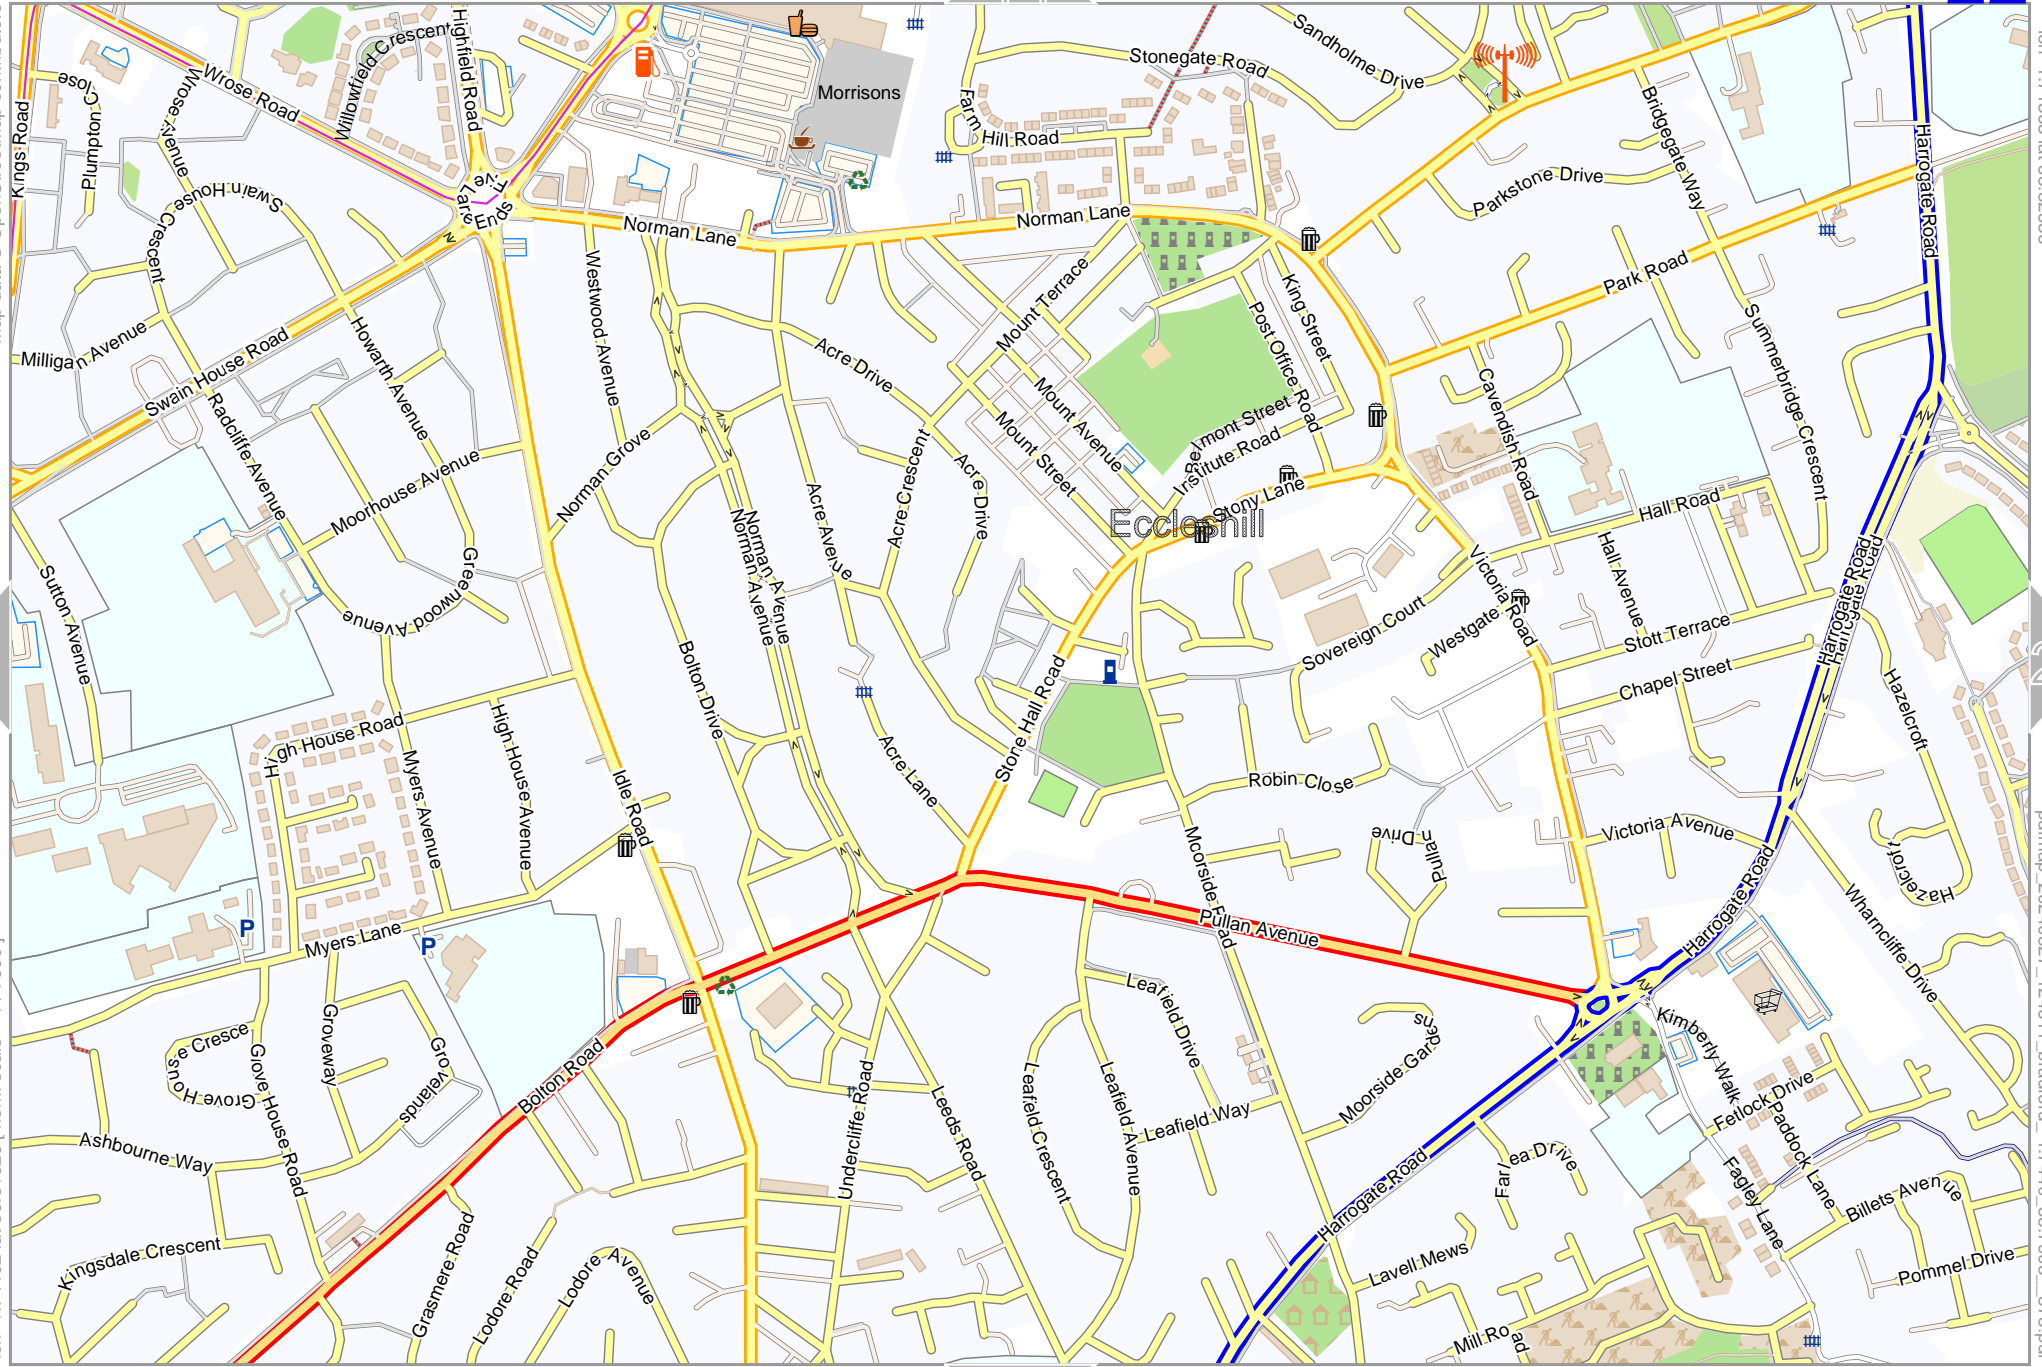 Highfield Road
Willowfield Crescent
Wrose Road
Kings Road
Plumpton Close
Wrose Avenue
Swain House Crescent
Five Lane Ends
Morrisons
Norman Lane
Norman Lane
Stonegate Road
Sandholme Drive
Farm Hill Road
Bridgegate Way
Parkstone Drive
Harrogate Road
Park Road
Milligan Avenue
Swain House Road
Howarth Avenue
Westwood Avenue
Radcliffe Avenue
Moorhouse Avenue
Norman Grove
Acre Drive
Mount Terrace
Mount Avenue
Mount Street
King Street
Post Office Road
Belmont Street
Institute Road
Stony Lane
Eccleshill
Cavendish Road
Summerbridge Crescent
Hall Road
Hall Avenue
Acre Crescent
Acre Drive
Acre Avenue
Norman Avenue
Norman Avenue
Greenwood Avenue
Sutton Avenue
Bolton Drive
Victoria Road
Westgate
Sovereign Court
Stott Terrace
Chapel Street
Harrogate Road
Harrogate Road
Hazelcroft
High House Road
High House Avenue
Myers Avenue
Idle Road
Acre Lane
Stone Hall Road
Robin Close
Moorside Road
Pullan Drive
Victoria Avenue
Hazelcroft
Wharncliffe Drive
Harrogate Road
Pullan Avenue
P
P
Myers Lane
Groveway
Grovelands
Grove House Crescent
Grove House Road
Ashbourne Way
Bolton Road
Kingsdale Crescent
Grasmere Road
Lodore Road
Lodore Avenue
Undercliffe Road
Leeds Road
Leafield Drive
Leafield Crescent
Leafield Avenue
Leafield Way
Moorside Gardens
Kimberly Walk
Fetlock Drive
Paddock Lane
Fagley Lane
Billets Avenue
Pommel Drive
Farlea Drive
Harrogate Road
Lavell Mews
Mill Road